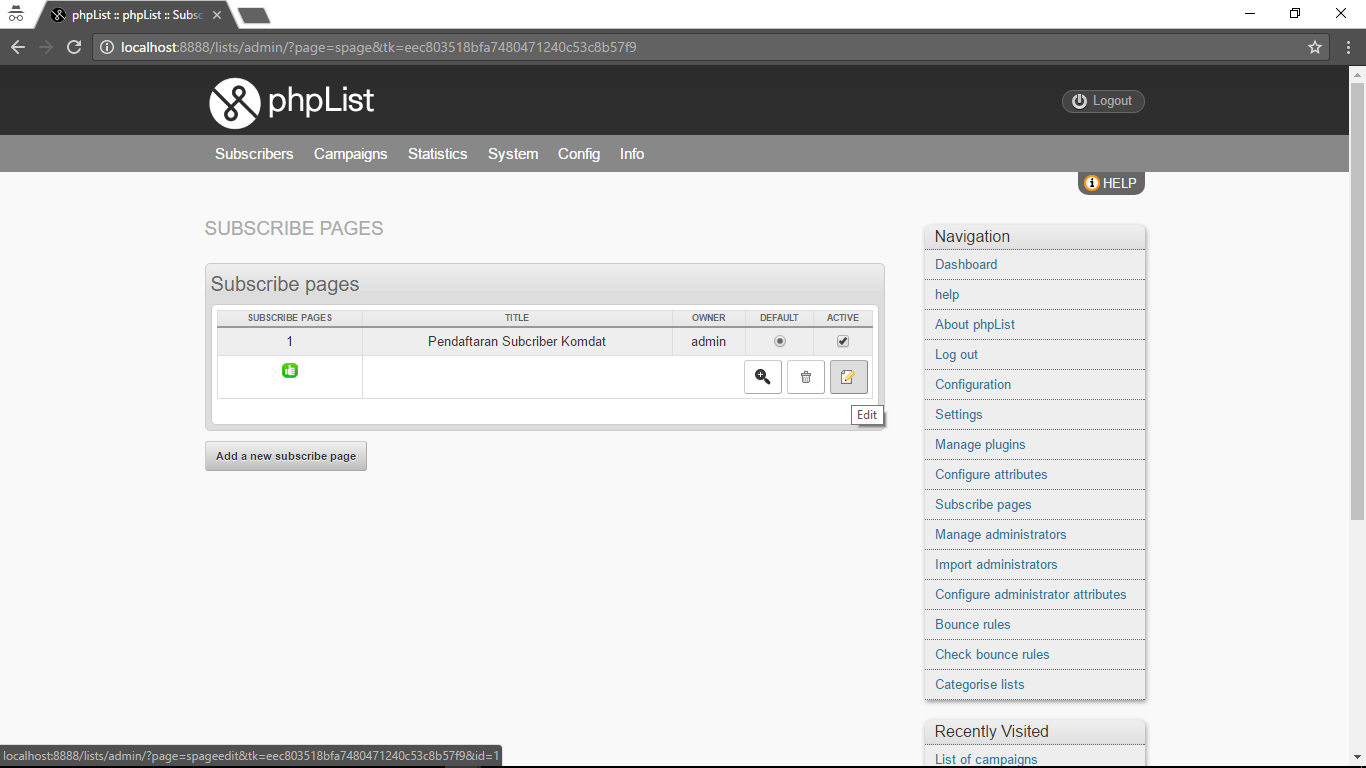 phpList :: phpList :: Subsc
localhost:8888/lists/admin/?page=spage&tk=eec803518bfa7480471240c53c8b57f9
phpList
Logout
Subscribers Campaigns Statistics System Config Info
HELP
SUBSCRIBE PAGES
Subscribe pages
SUBSCRIBE PAGES TITLE OWNER DEFAULT ACTIVE
1 Pendaftaran Subcriber Komdat admin
Edit
Add a new subscribe page
Navigation
Dashboard
help
About phpList
Log out
Configuration
Settings
Manage plugins
Configure attributes
Subscribe pages
Manage administrators
Import administrators
Configure administrator attributes
Bounce rules
Check bounce rules
Categorise lists
Recently Visited
List of campaigns
localhost:8888/lists/admin/?page=spageedit&tk=eec803518bfa7480471240c53c8b57f9&id=1